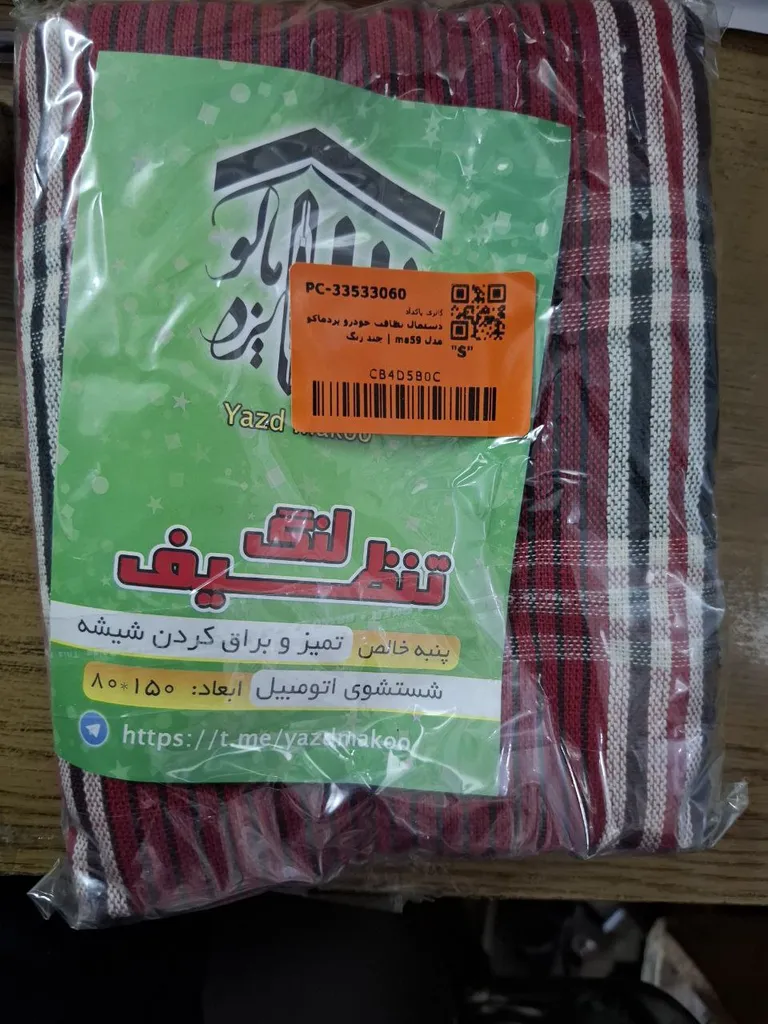 ماکو
یزد
PC-33533060
دستمال نظافت خودرو یزدماکو
مدل ms59 | چند رنگ
"S"
CB4D5B0C
Yazd Makoo
لنگ
تنظیف
پنبه خالص تمیز و براق کردن شیشه
شستشوی اتومبیل ابعاد: ۱۵۰*۸۰
https://t.me/yazdmakoo